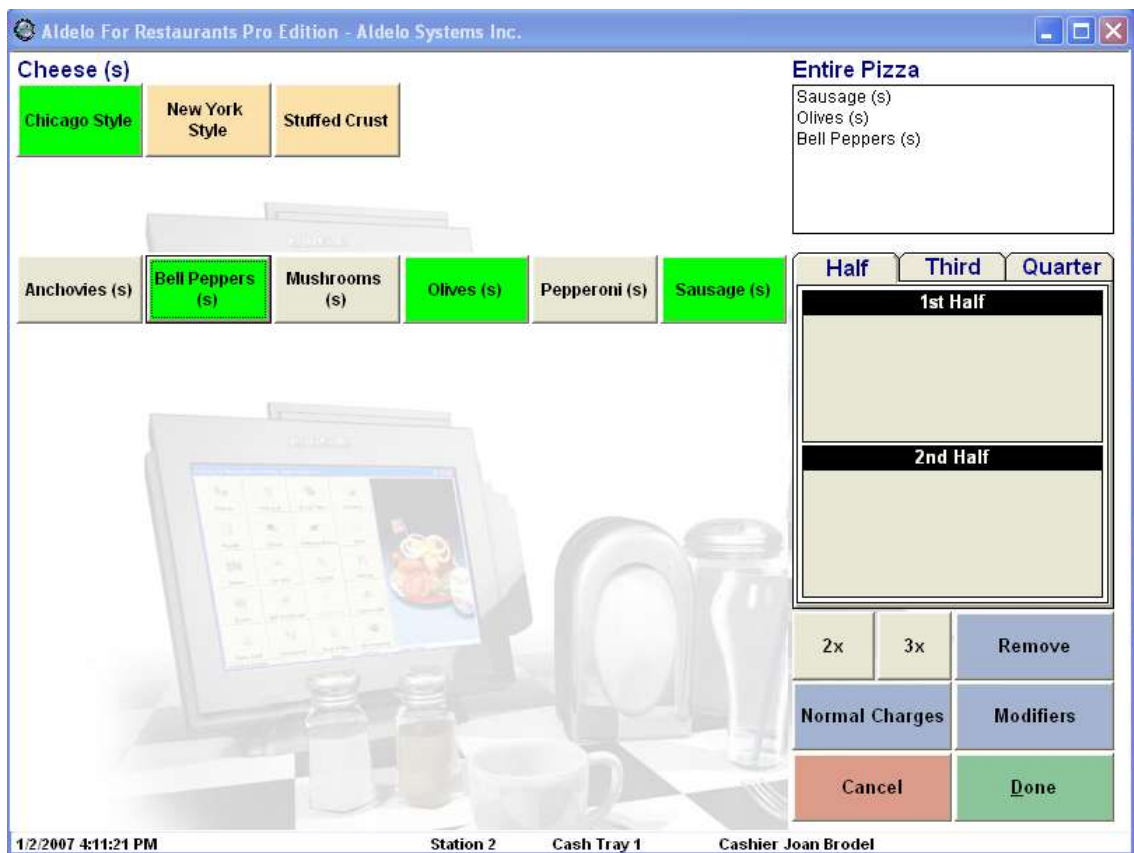 Aldelo For Restaurants Pro Edition - Aldelo Systems Inc.
Cheese (s)
Chicago Style
New York
Style
Stuffed Crust
Entire Pizza
Sausage (s)
Olives (s)
Bell Peppers (s)
Anchovies (s)
Bell Peppers
(s)
Mushrooms
(s)
Olives (s)
Pepperoni (s)
Sausage (s)
Half
Third
Quarter
1st Half
2nd Half
2x
3x
Remove
Normal Charges
Modifiers
Cancel
Done
1/2/2007 4:11:21 PM
Station 2
Cash Tray 1
Cashier Joan Brodel